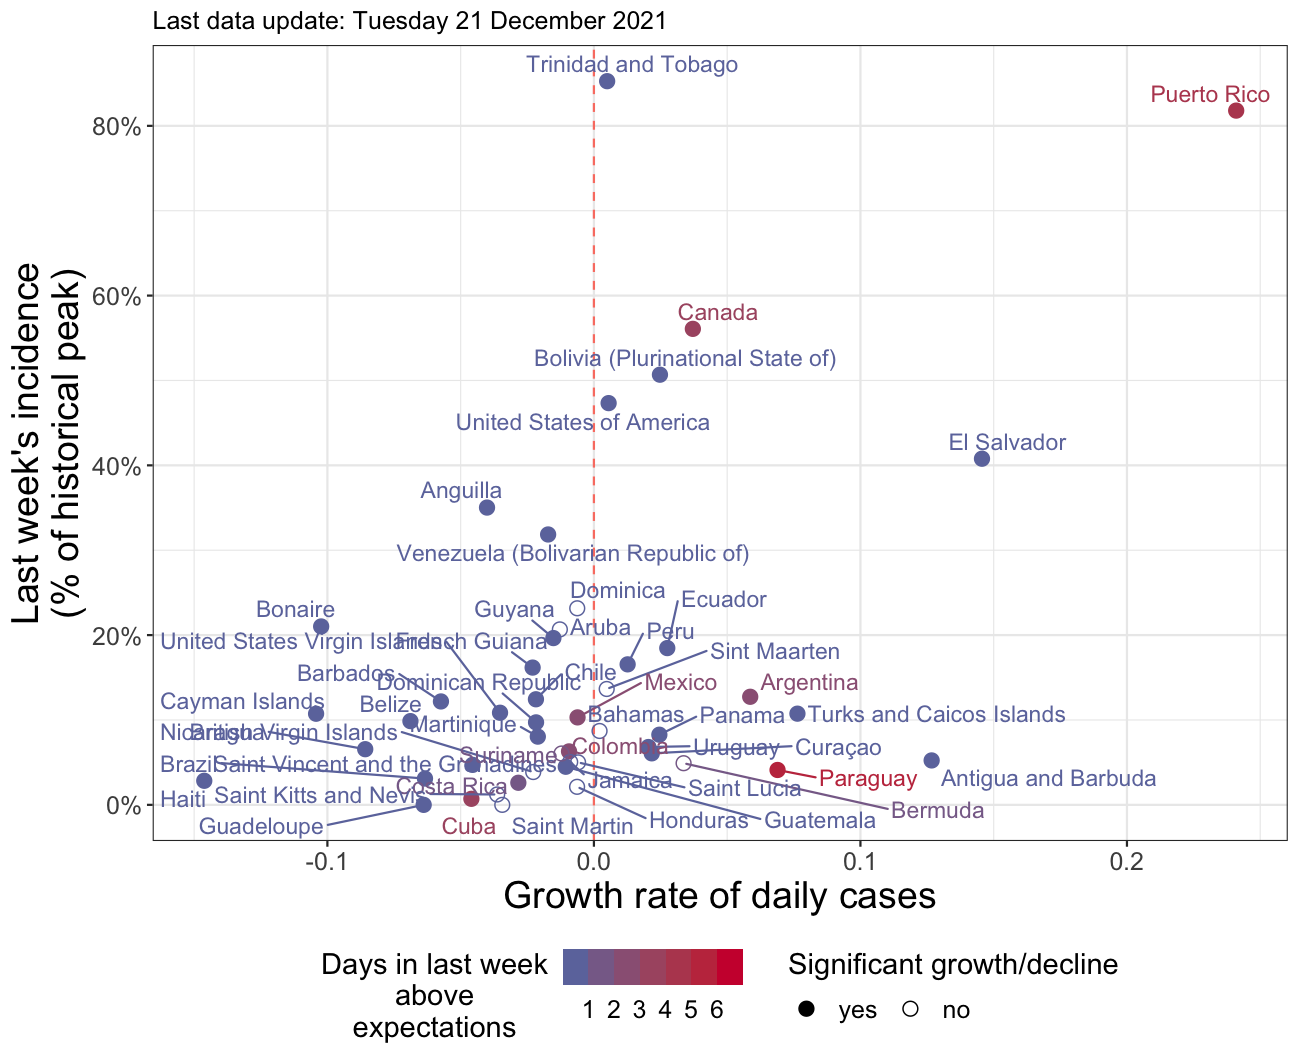 Last data update: Tuesday 21 December 2021
Trinidad and Tobago
Puerto Rico
80%
Canada
60%
Bolivia (Plurinational State of)
United States of America
El Salvador
40%
Anguilla
Venezuela (Bolivarian Republic of)
Dominica
Ecuador
Bonaire
Guyana
Aruba
Peru
20%
United States Virgin Islands
French Guiana
Sint Maarten
Barbados
Chile
Dominican Republic
Mexico
Argentina
Cayman Islands
Belize
Bahamas
Panama
Turks and Caicos Islands
Martinique
Nicaragua
British Virgin Islands
Suriname
Colombia
Uruguay
Curaçao
Brazil
Saint Vincent and the Grenadines
Paraguay
Antigua and Barbuda
Costa Rica
Jamaica
Saint Lucia
Haiti
Saint Kitts and Nevis
0%
Bermuda
Guadeloupe
Cuba
Saint Martin
Honduras
Guatemala
-0.1
0.0
0.1
0.2
Last week's incidence
(% of historical peak)
Growth rate of daily cases
Days in last week
above
expectations
1 2 3 4 5 6
Significant growth/decline
yes
no